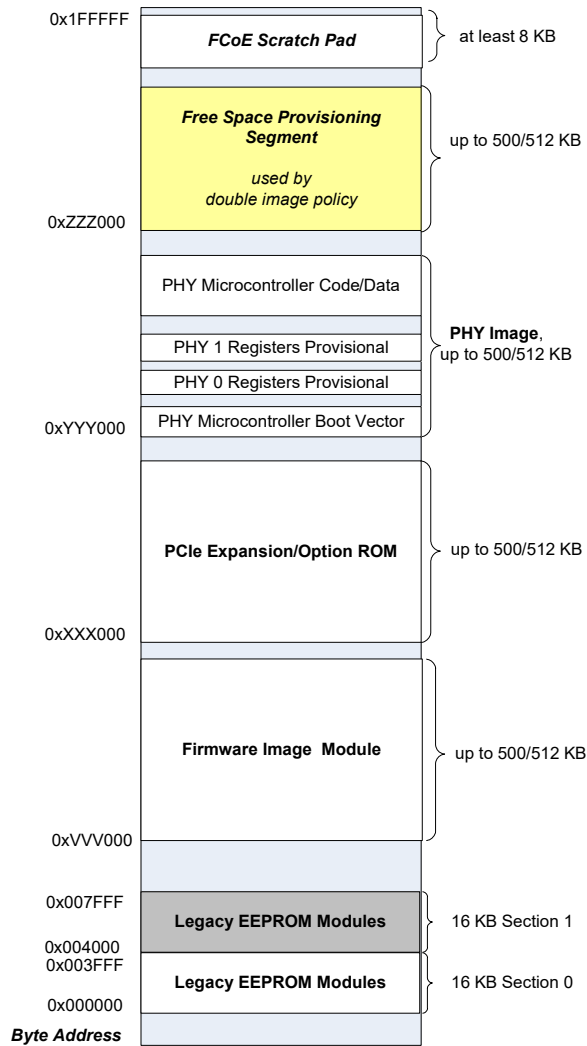 0x1FFFFF
FCoE Scratch Pad
at least 8 KB
Free Space Provisioning
Segment
used by
double image policy
up to 500/512 KB
0xZZZ000
PHY Microcontroller Code/Data
PHY 1 Registers Provisional
PHY Image,
up to 500/512 KB
PHY 0 Registers Provisional
PHY Microcontroller Boot Vector
0xYYY000
PCIe Expansion/Option ROM
up to 500/512 KB
0xXXX000
Firmware Image Module
up to 500/512 KB
0xVVV000
0x007FFF
Legacy EEPROM Modules
16 KB Section 1
0x004000
0x003FFF
Legacy EEPROM Modules
16 KB Section 0
0x000000
Byte Address